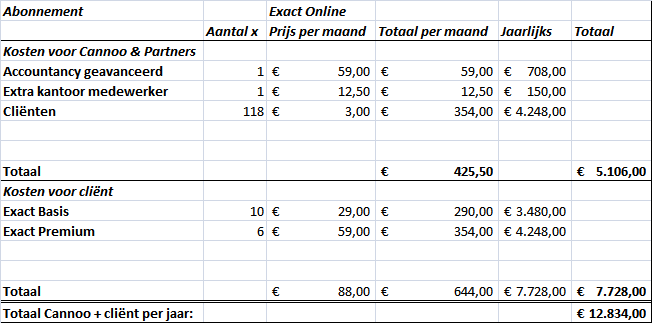 Abonnement Exact Online
Aantal x Prijs per maand Totaal per maand Jaarlijks Totaal
Kosten voor Cannoo & Partners
Accountancy geavanceerd 1 € 59,00 € 59,00 € 708,00
Extra kantoor medewerker 1 € 12,50 € 12,50 € 150,00
Cliënten 118 € 3,00 € 354,00 € 4.248,00
Totaal € 425,50 € 5.106,00
Kosten voor cliënt
Exact Basis 10 € 29,00 € 290,00 € 3.480,00
Exact Premium 6 € 59,00 € 354,00 € 4.248,00
Totaal € 88,00 € 644,00 € 7.728,00 € 7.728,00
Totaal Cannoo + cliënt per jaar: € 12.834,00